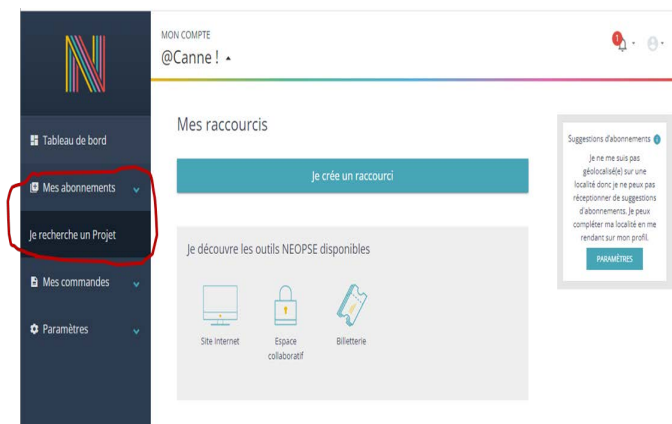 MON COMPTE
@Canne !
1
Tableau de bord
Mes abonnements
Je recherche un Projet
Mes commandes
Paramètres
Mes raccourcis
Je crée un raccourci
Je découvre les outils NEOPSE disponibles
Site internet
Espace
collaboratif
Billetterie
Suggestions d'abonnements
Je ne me suis pas
géolocalisé(e) sur une
localité donc je ne peux pas
réceptionner de suggestions
d'abonnements. Je peux
compléter ma localité en me
rendant sur mon profil.
PARAMÈTRES